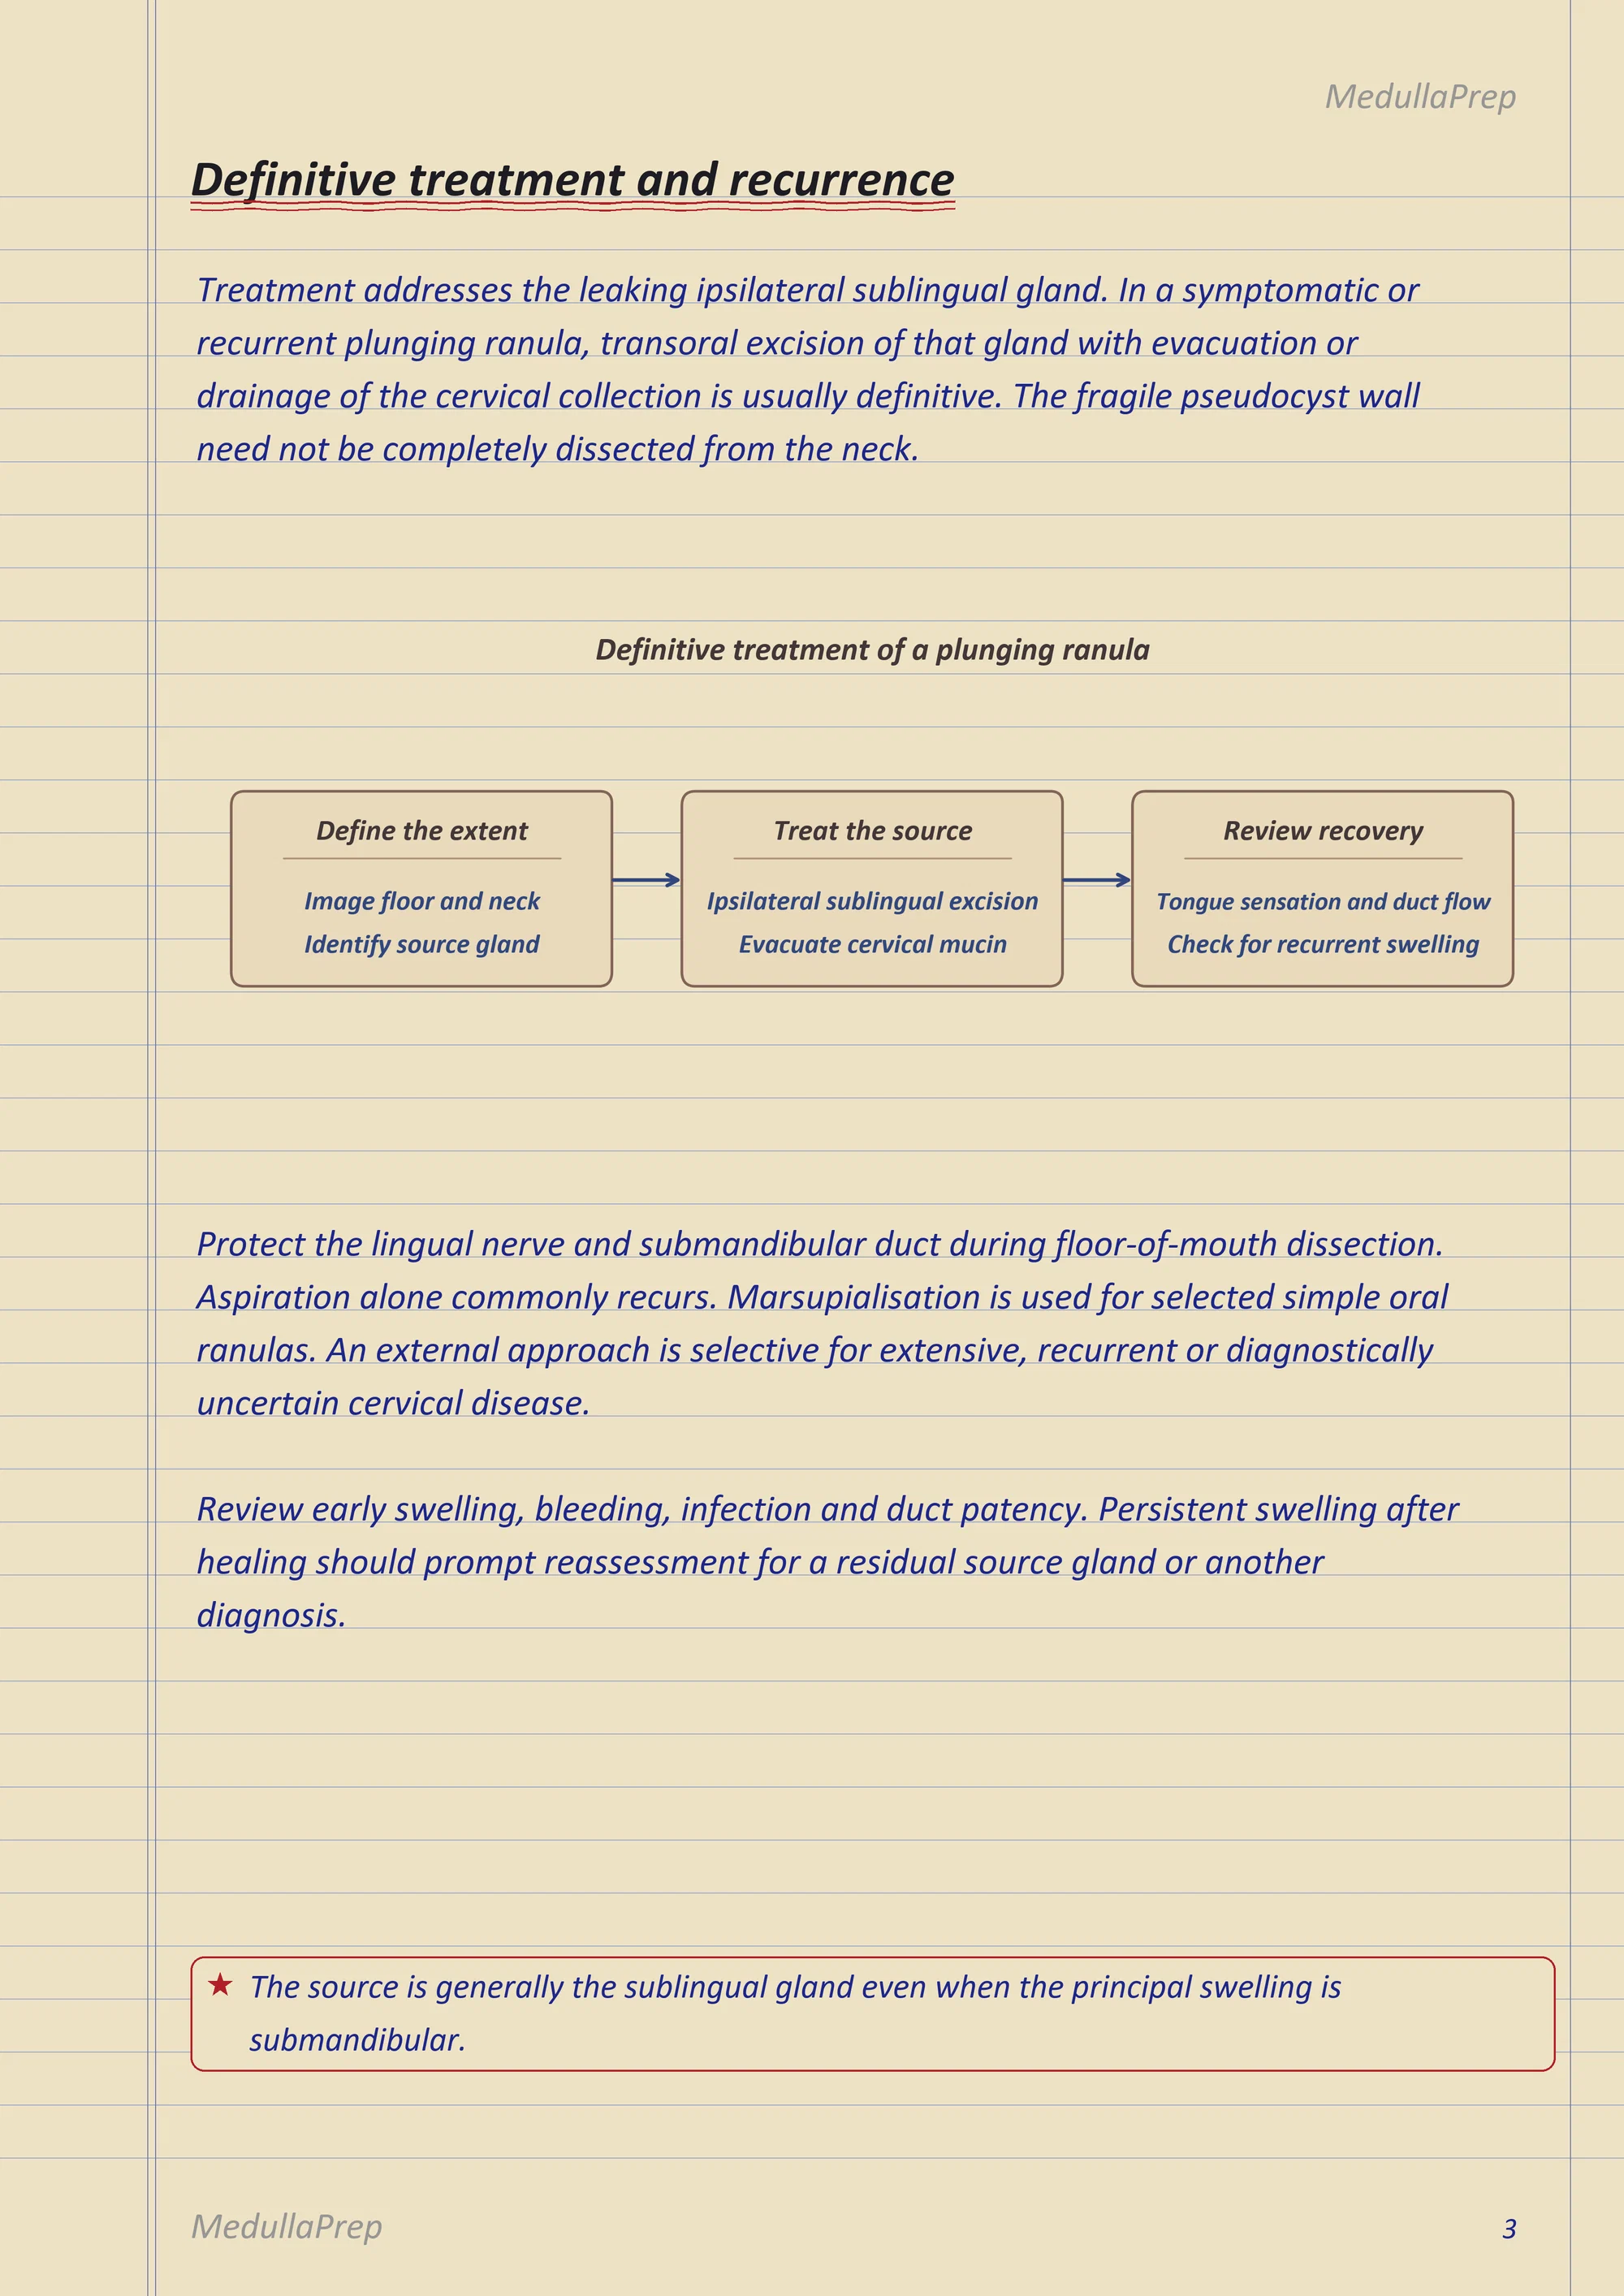 MedullaPrep
Definitive treatment and recurrence
Treatment addresses the leaking ipsilateral sublingual gland. In a symptomatic or
recurrent plunging ranula, transoral excision of that gland with evacuation or
drainage of the cervical collection is usually definitive. The fragile pseudocyst wall
need not be completely dissected from the neck.
Definitive treatment of a plunging ranula
Define the extent
Image floor and neck
Identify source gland
Treat the source
Ipsilateral sublingual excision
Evacuate cervical mucin
Review recovery
Tongue sensation and duct flow
Check for recurrent swelling
Protect the lingual nerve and submandibular duct during floor-of-mouth dissection.
Aspiration alone commonly recurs. Marsupialisation is used for selected simple oral
ranulas. An external approach is selective for extensive, recurrent or diagnostically
uncertain cervical disease.
Review early swelling, bleeding, infection and duct patency. Persistent swelling after
healing should prompt reassessment for a residual source gland or another
diagnosis.
★ The source is generally the sublingual gland even when the principal swelling is
submandibular.
MedullaPrep
3